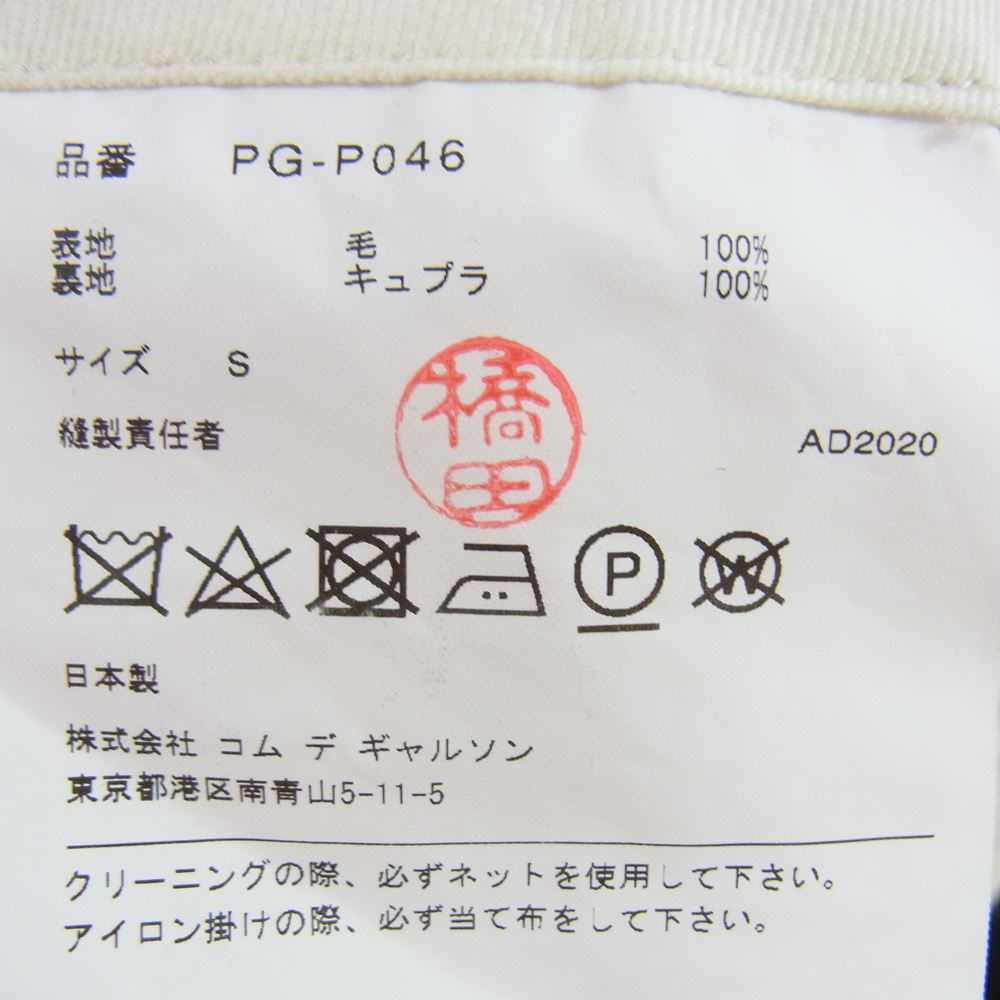 品番 PG-P046
表地 毛 100%
裏地 キュプラ 100%
サイズ S
橋田
縫製責任者 AD2020
P W
日本製
株式会社 コム デ ギャルソン
東京都港区南青山5-11-5
クリーニングの際、必ずネットを使用して下さい。
アイロン掛けの際、必ず当て布をして下さい。